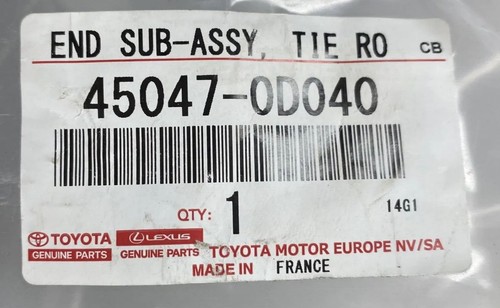 END SUB-ASSY, TIE RO CB
45047-0D040
QTY: 1 14G1
TOYOTA LEXUS
GENUINE PARTS GENUINE PARTS TOYOTA MOTOR EUROPE NV/SA
MADE IN FRANCE